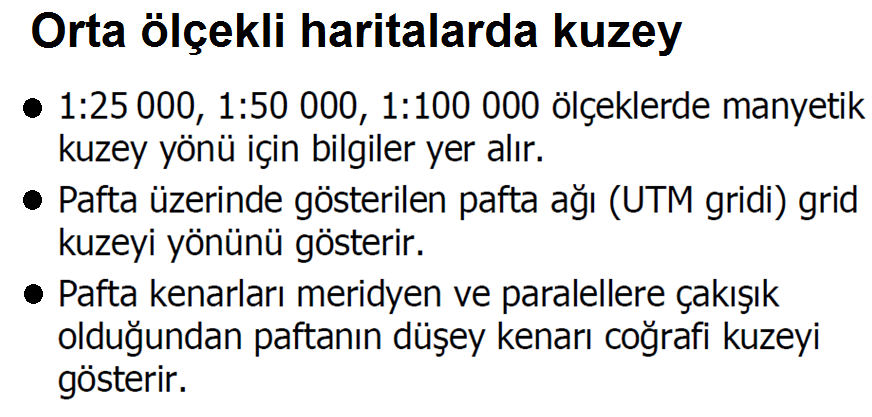 Orta ölçekli haritalarda kuzey
● 1:25 000, 1:50 000, 1:100 000 ölçeklerde manyetik
kuzey yönü için bilgiler yer alır.
● Pafta üzerinde gösterilen pafta ağı (UTM gridi) grid
kuzeyi yönünü gösterir.
● Pafta kenarları meridyen ve paralellere çakışık
olduğundan paftanın düşey kenarı coğrafi kuzeyi
gösterir.